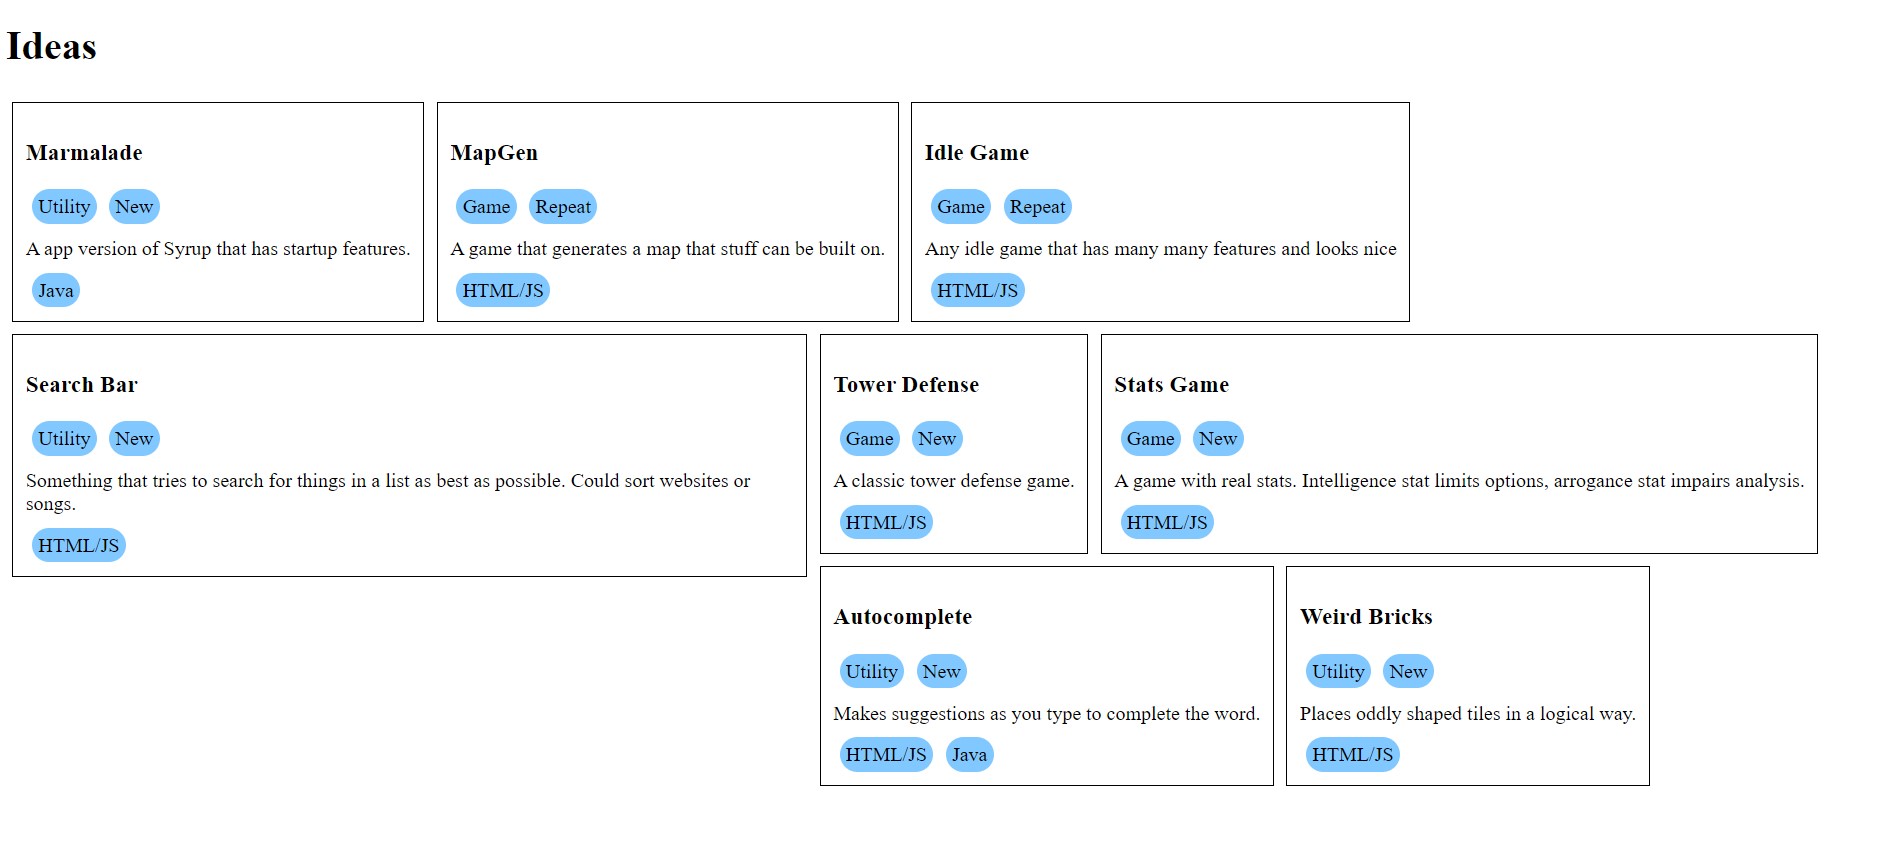 Ideas
Marmalade
Utility New
A app version of Syrup that has startup features.
Java
MapGen
Game Repeat
A game that generates a map that stuff can be built on.
HTML/JS
Idle Game
Game Repeat
Any idle game that has many many features and looks nice
HTML/JS
Search Bar
Utility New
Something that tries to search for things in a list as best as possible. Could sort websites or
songs.
HTML/JS
Tower Defense
Game New
A classic tower defense game.
HTML/JS
Stats Game
Game New
A game with real stats. Intelligence stat limits options, arrogance stat impairs analysis.
HTML/JS
Autocomplete
Utility New
Makes suggestions as you type to complete the word.
HTML/JS Java
Weird Bricks
Utility New
Places oddly shaped tiles in a logical way.
HTML/JS